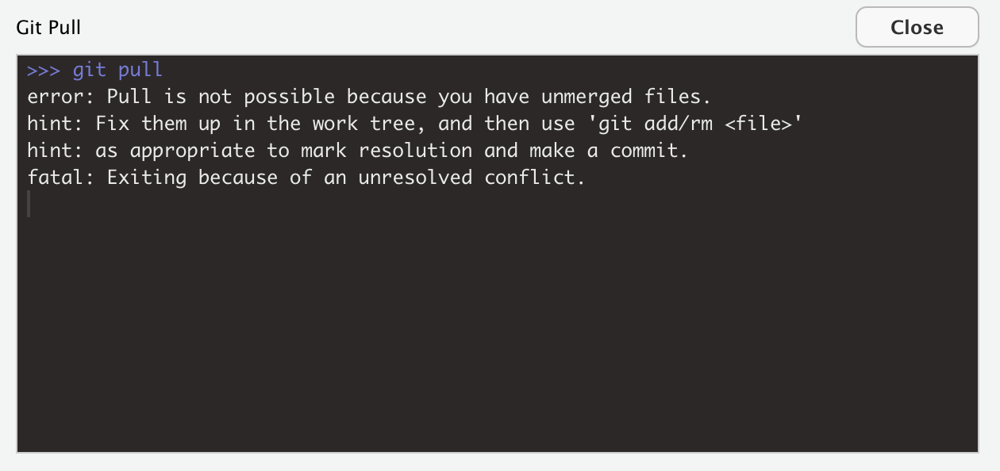 Git Pull
Close
>>> git pull
error: Pull is not possible because you have unmerged files.
hint: Fix them up in the work tree, and then use 'git add/rm <file>'
hint: as appropriate to mark resolution and make a commit.
fatal: Exiting because of an unresolved conflict.